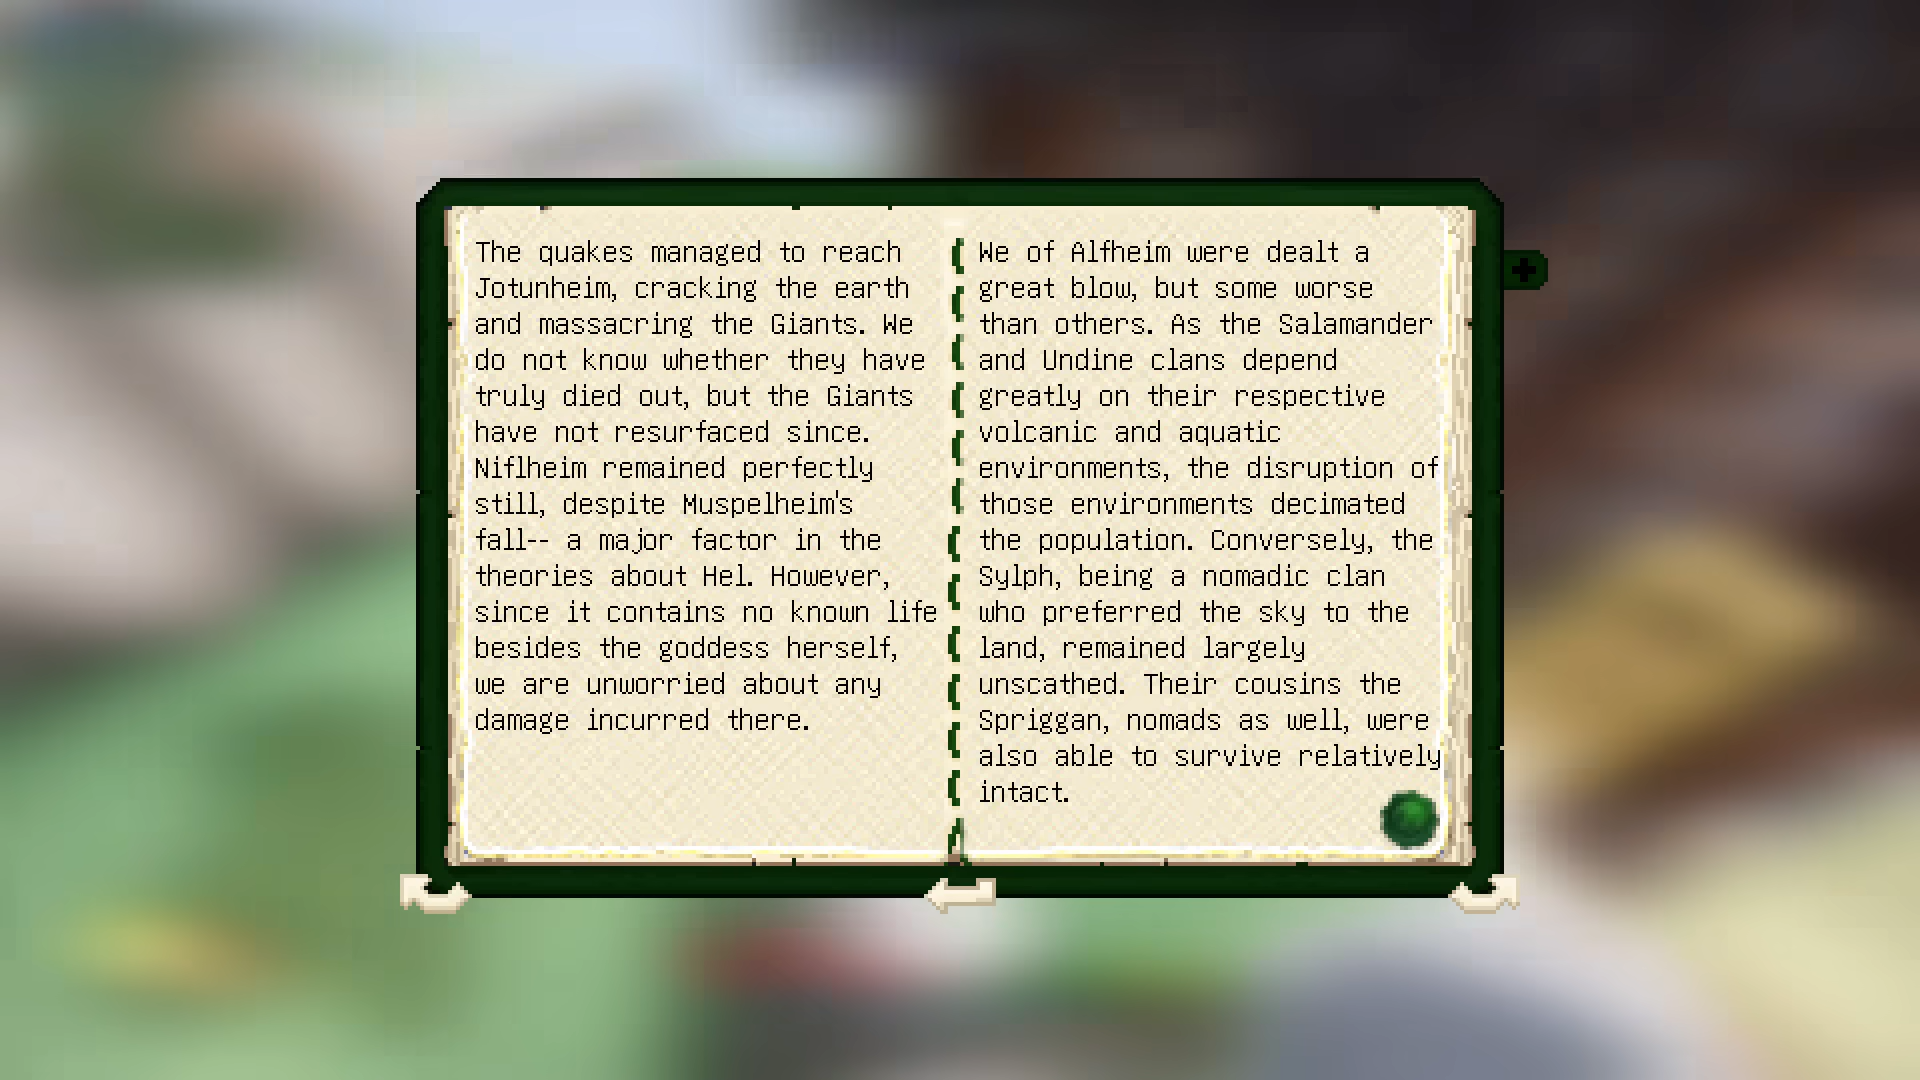 The quakes managed to reach
Jotunheim, cracking the earth
and massacring the Giants. We
do not know whether they have
truly died out, but the Giants
have not resurfaced since.
Niflheim remained perfectly
still, despite Muspelheim's
fall-- a major factor in the
theories about Hel. However,
since it contains no known life
besides the goddess herself,
we are unworried about any
damage incurred there.
We of Alfheim were dealt a
great blow, but some worse
than others. As the Salamander
and Undine clans depend
greatly on their respective
volcanic and aquatic
environments, the disruption of
those environments decimated
the population. Conversely, the
Sylph, being a nomadic clan
who preferred the sky to the
land, remained largely
unscathed. Their cousins the
Spriggan, nomads as well, were
also able to survive relatively
intact.